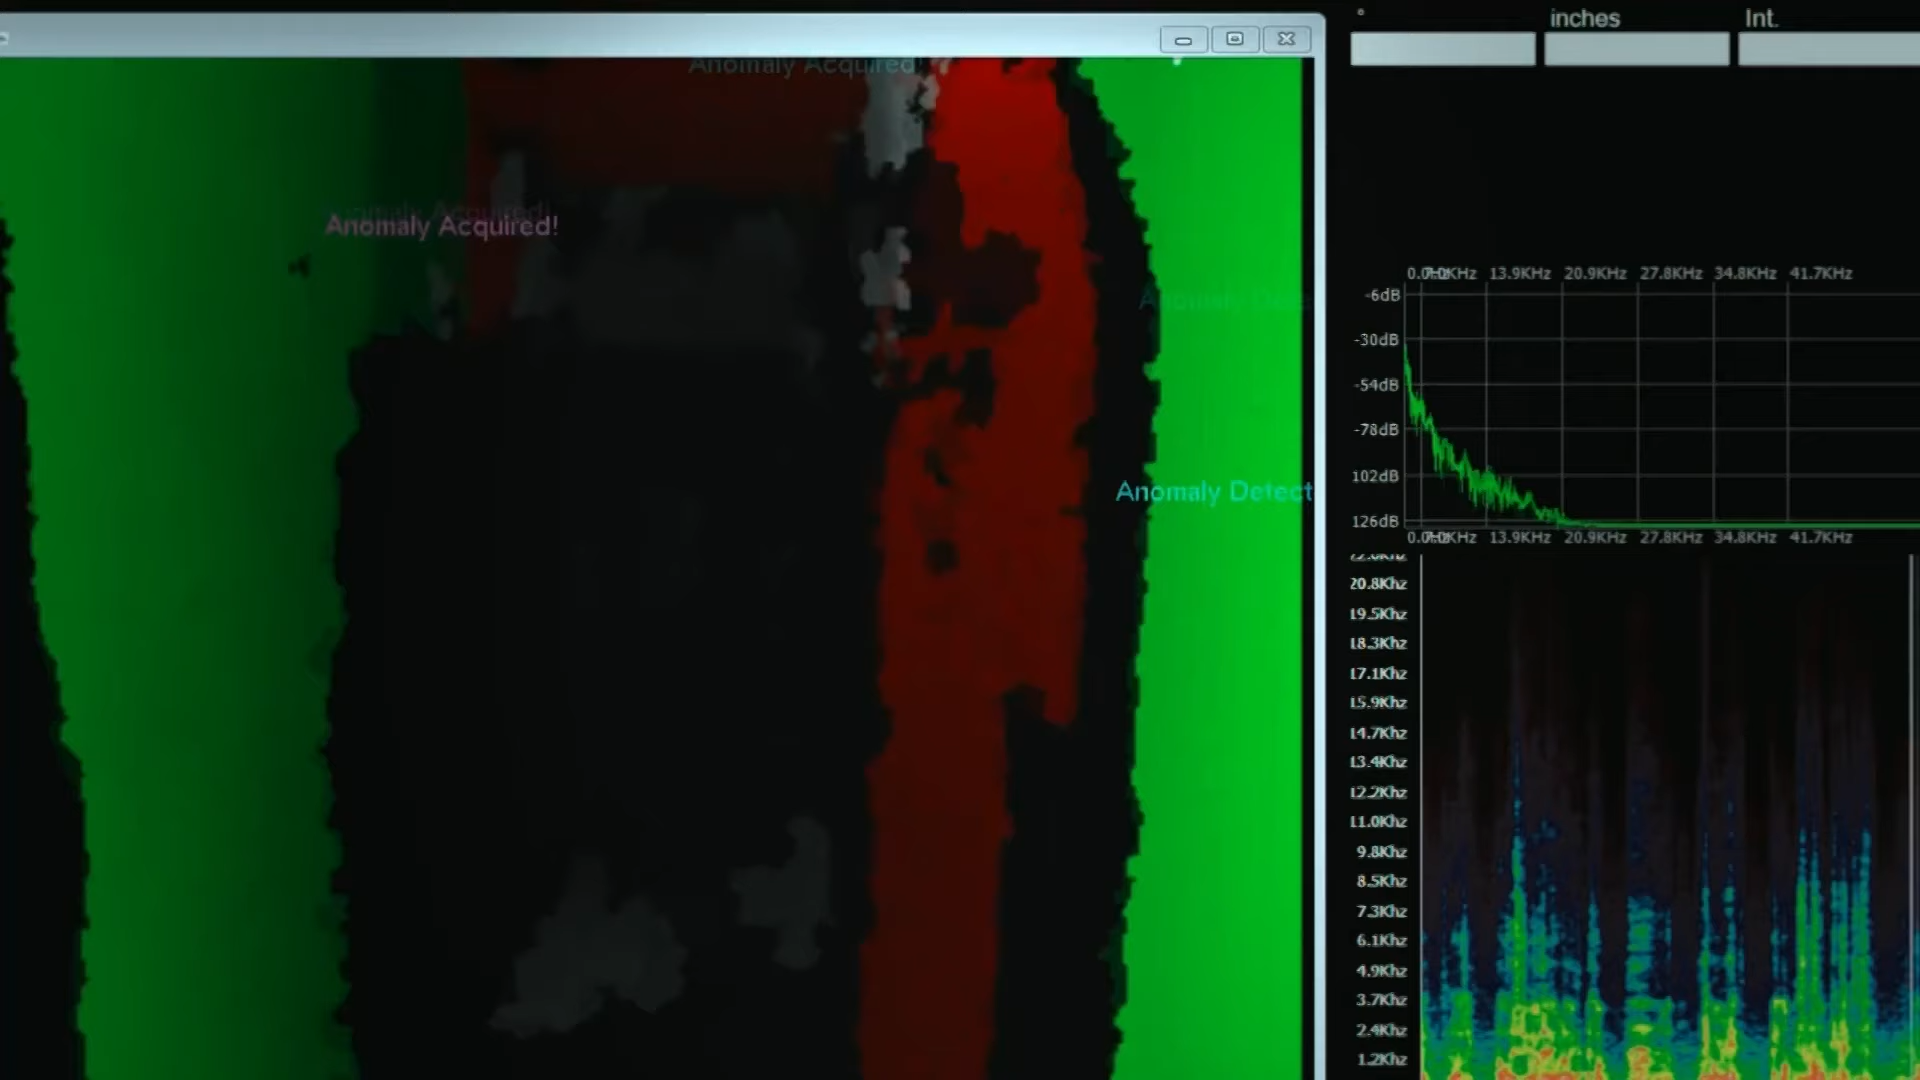 ° inches Int.
Anomaly Acquired!
Anomaly Acquired!
Anomaly Acquired!
Anomaly Detect
13.9KHz 20.9KHz 27.8KHz 34.8KHz 41.7KHz
-6dB
-30dB
-54dB
-78dB
102dB
126dB
13.9KHz 20.9KHz 27.8KHz 34.8KHz 41.7KHz
20.8Khz
19.5Khz
18.3Khz
17.1Khz
15.9Khz
14.7Khz
13.4Khz
12.2Khz
11.0Khz
9.8Khz
8.5Khz
7.3Khz
6.1Khz
4.9Khz
3.7Khz
2.4Khz
1.2Khz